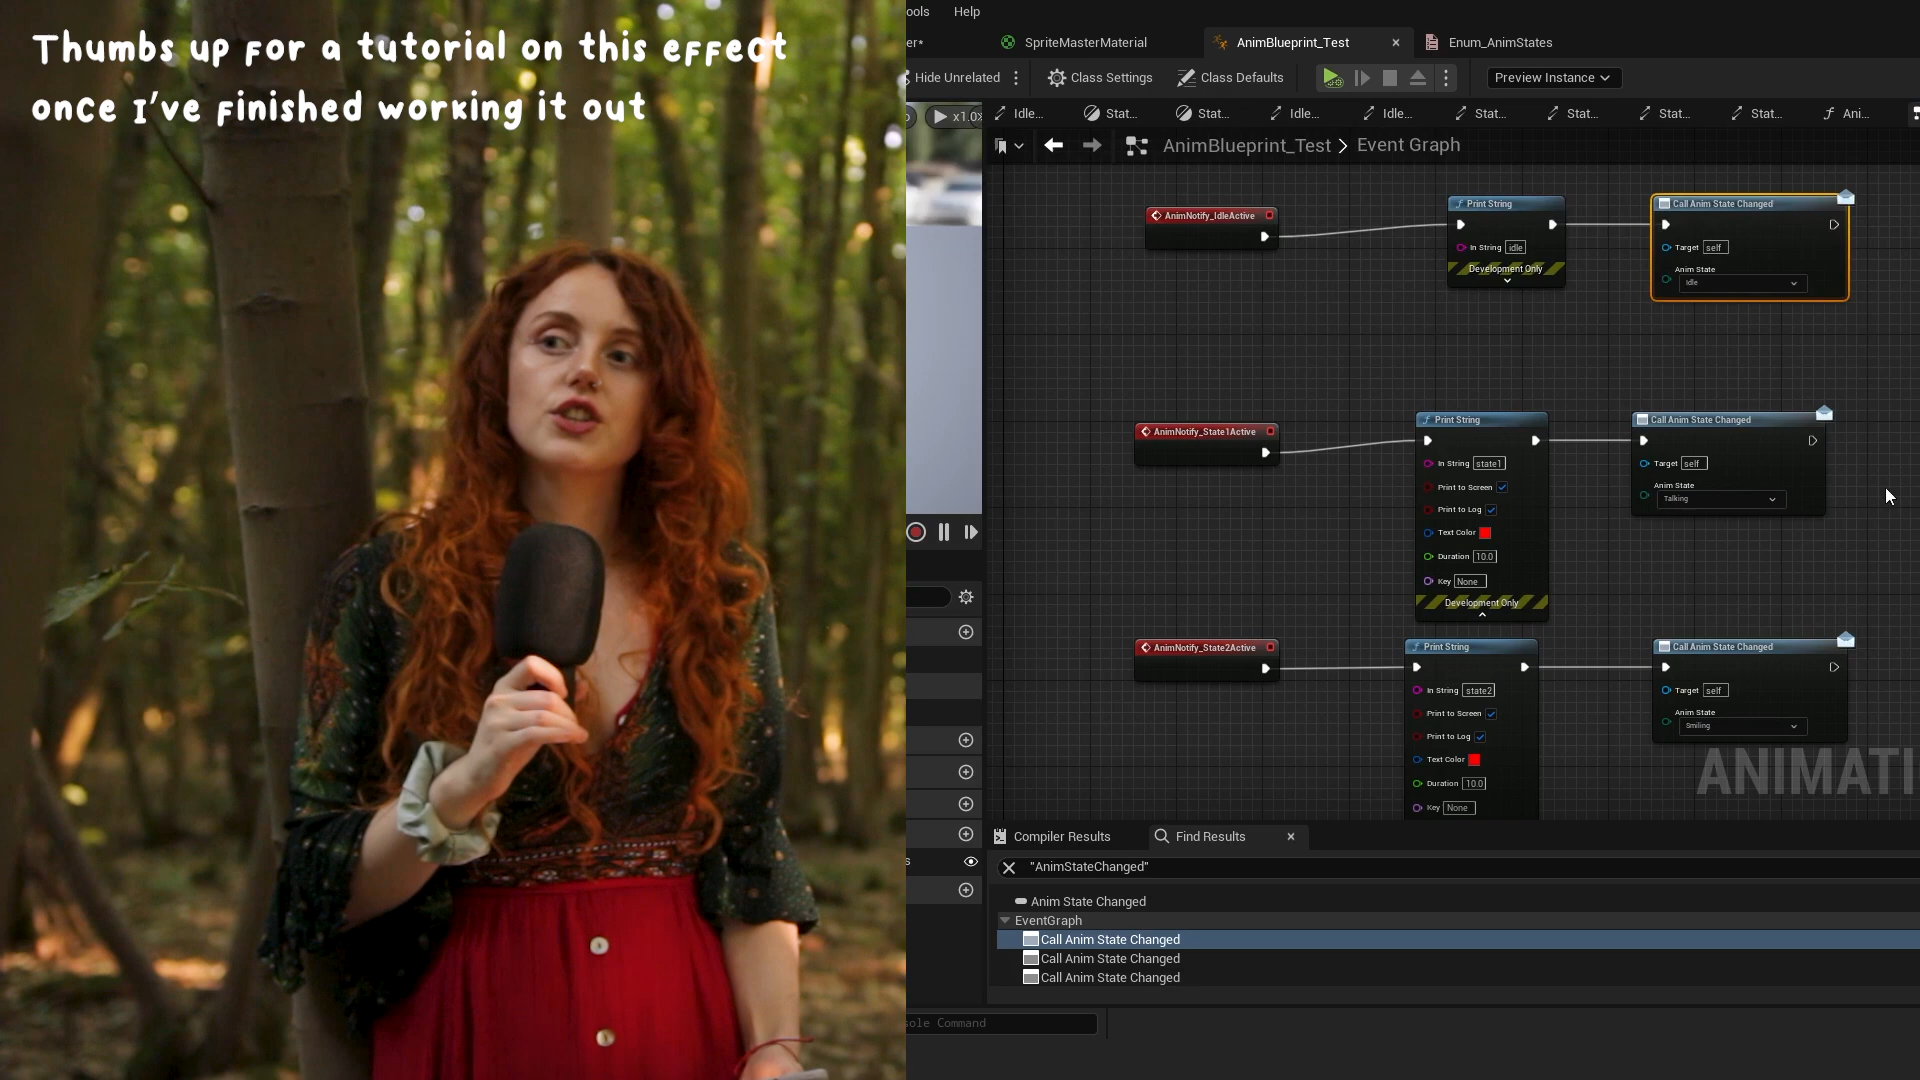 Thumbs up for a tutorial on this effect
once I've finished working it out
Help
SpriteMasterMaterial
AnimBlueprint_Test
Enum_AnimStates
Hide Unrelated
Class Settings
Class Defaults
Preview Instance
x1.0
Idle...
Stat...
Stat...
Idle...
Idle...
Stat...
Stat...
Stat...
Stat...
Ani...
AnimBlueprint_Test > Event Graph
AnimNotify_IdleActive
Print String
In String idle
Development Only
Call Anim State Changed
Target self
Anim State
Idle
AnimNotify_State1Active
Print String
In String state1
Print to Screen
Print to Log
Text Color
Duration 10.0
Key None
Development Only
Call Anim State Changed
Target self
Anim State
Talking
AnimNotify_State2Active
Print String
In String state2
Print to Screen
Print to Log
Text Color
Duration 10.0
Key None
Call Anim State Changed
Target self
Anim State
Smiling
ANIMATI
Compiler Results
Find Results
"AnimStateChanged"
Anim State Changed
EventGraph
Call Anim State Changed
Call Anim State Changed
Call Anim State Changed
Command